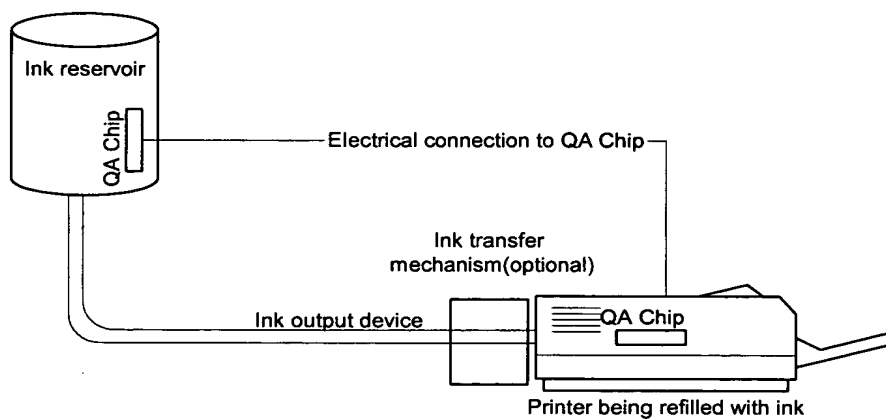 Ink reservoir
QA Chip
Electrical connection to QA Chip
Ink transfer
mechanism(optional)
Ink output device
QA Chip
Printer being refilled with ink